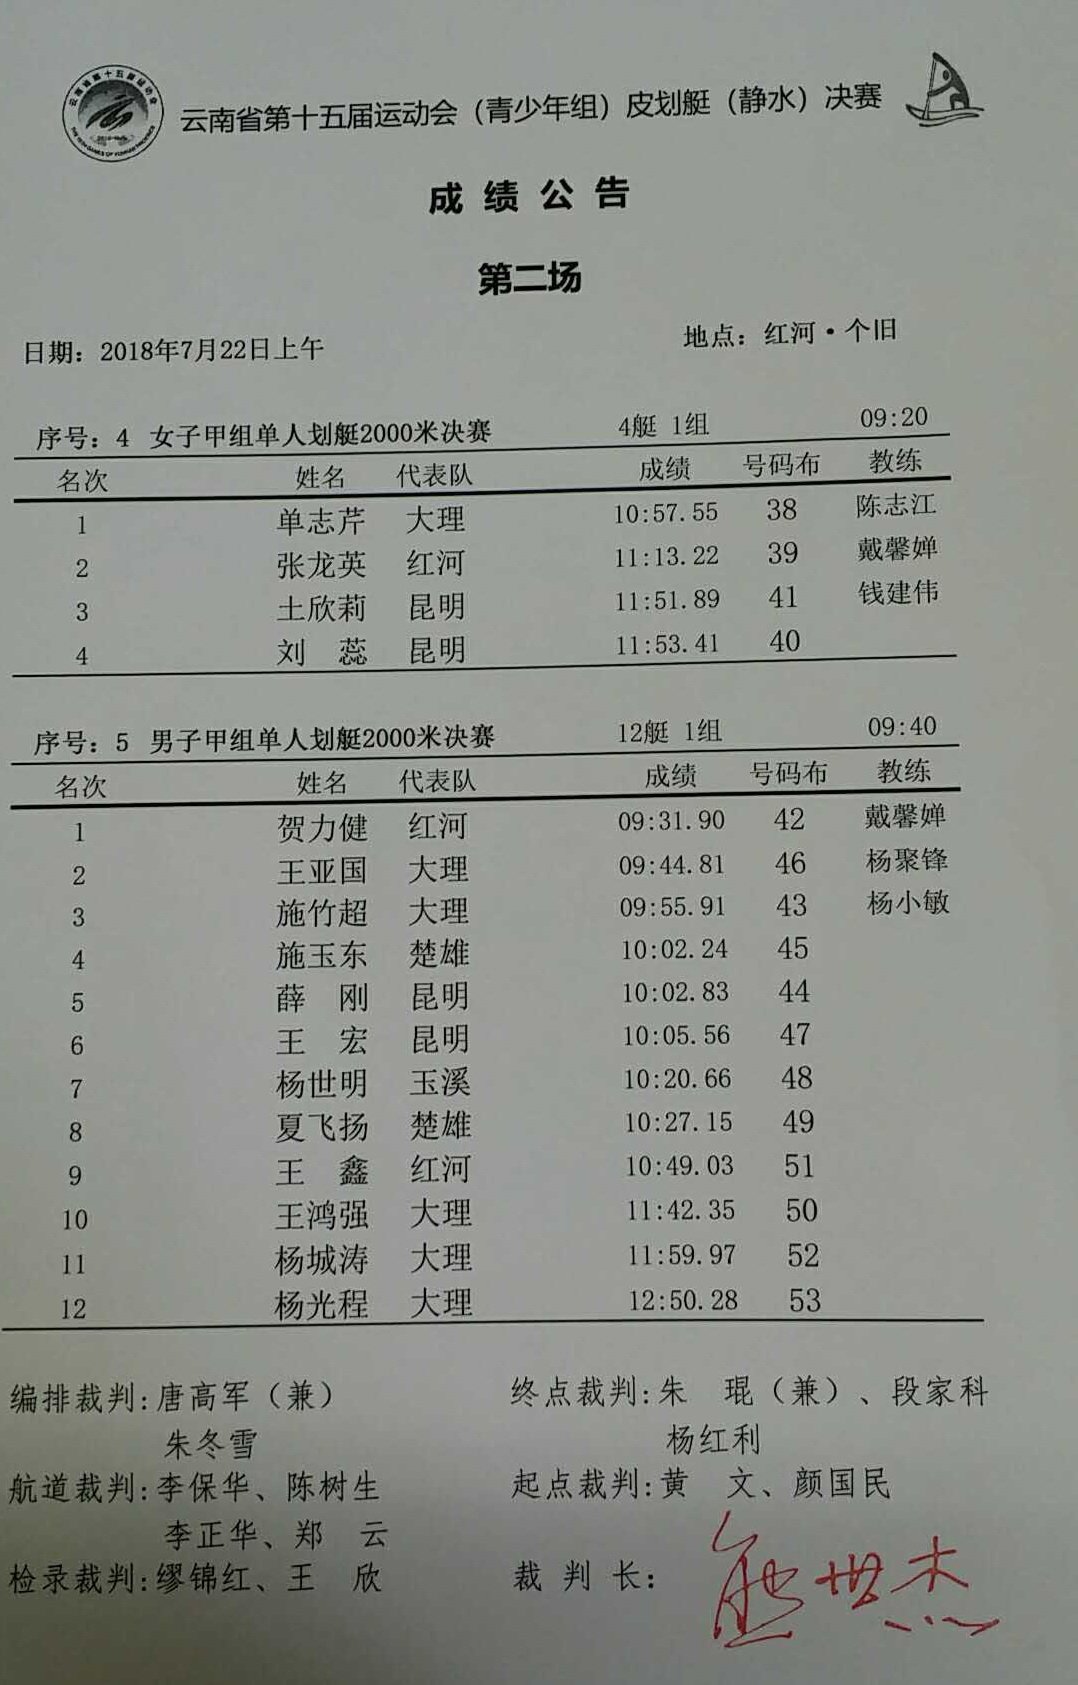 云南省第十五届运动会（青少年组）皮划艇（静水）决赛
成 绩 公 告
第二场
日期：2018年7月22日上午 地点：红河·个旧
序号：4 女子甲组单人划艇2000米决赛 4艇 1组 09:20
名次 姓名 代表队 成绩 号码布 教练
1 单志芹 大理 10:57.55 38 陈志江
2 张龙英 红河 11:13.22 39 戴馨婵
3 土欣莉 昆明 11:51.89 41 钱建伟
4 刘　蕊 昆明 11:53.41 40
序号：5 男子甲组单人划艇2000米决赛 12艇 1组 09:40
名次 姓名 代表队 成绩 号码布 教练
1 贺力健 红河 09:31.90 42 戴馨婵
2 王亚国 大理 09:44.81 46 杨聚锋
3 施竹超 大理 09:55.91 43 杨小敏
4 施玉东 楚雄 10:02.24 45
5 薛　刚 昆明 10:02.83 44
6 王　宏 昆明 10:05.56 47
7 杨世明 玉溪 10:20.66 48
8 夏飞扬 楚雄 10:27.15 49
9 王　鑫 红河 10:49.03 51
10 王鸿强 大理 11:42.35 50
11 杨城涛 大理 11:59.97 52
12 杨光程 大理 12:50.28 53
编排裁判:唐高军（兼） 终点裁判:朱　琨（兼）、段家科
朱冬雪 杨红利
航道裁判:李保华、陈树生 起点裁判:黄　文、颜国民
李正华、郑　云
检录裁判:缪锦红、王　欣 裁 判 长： 熊世杰